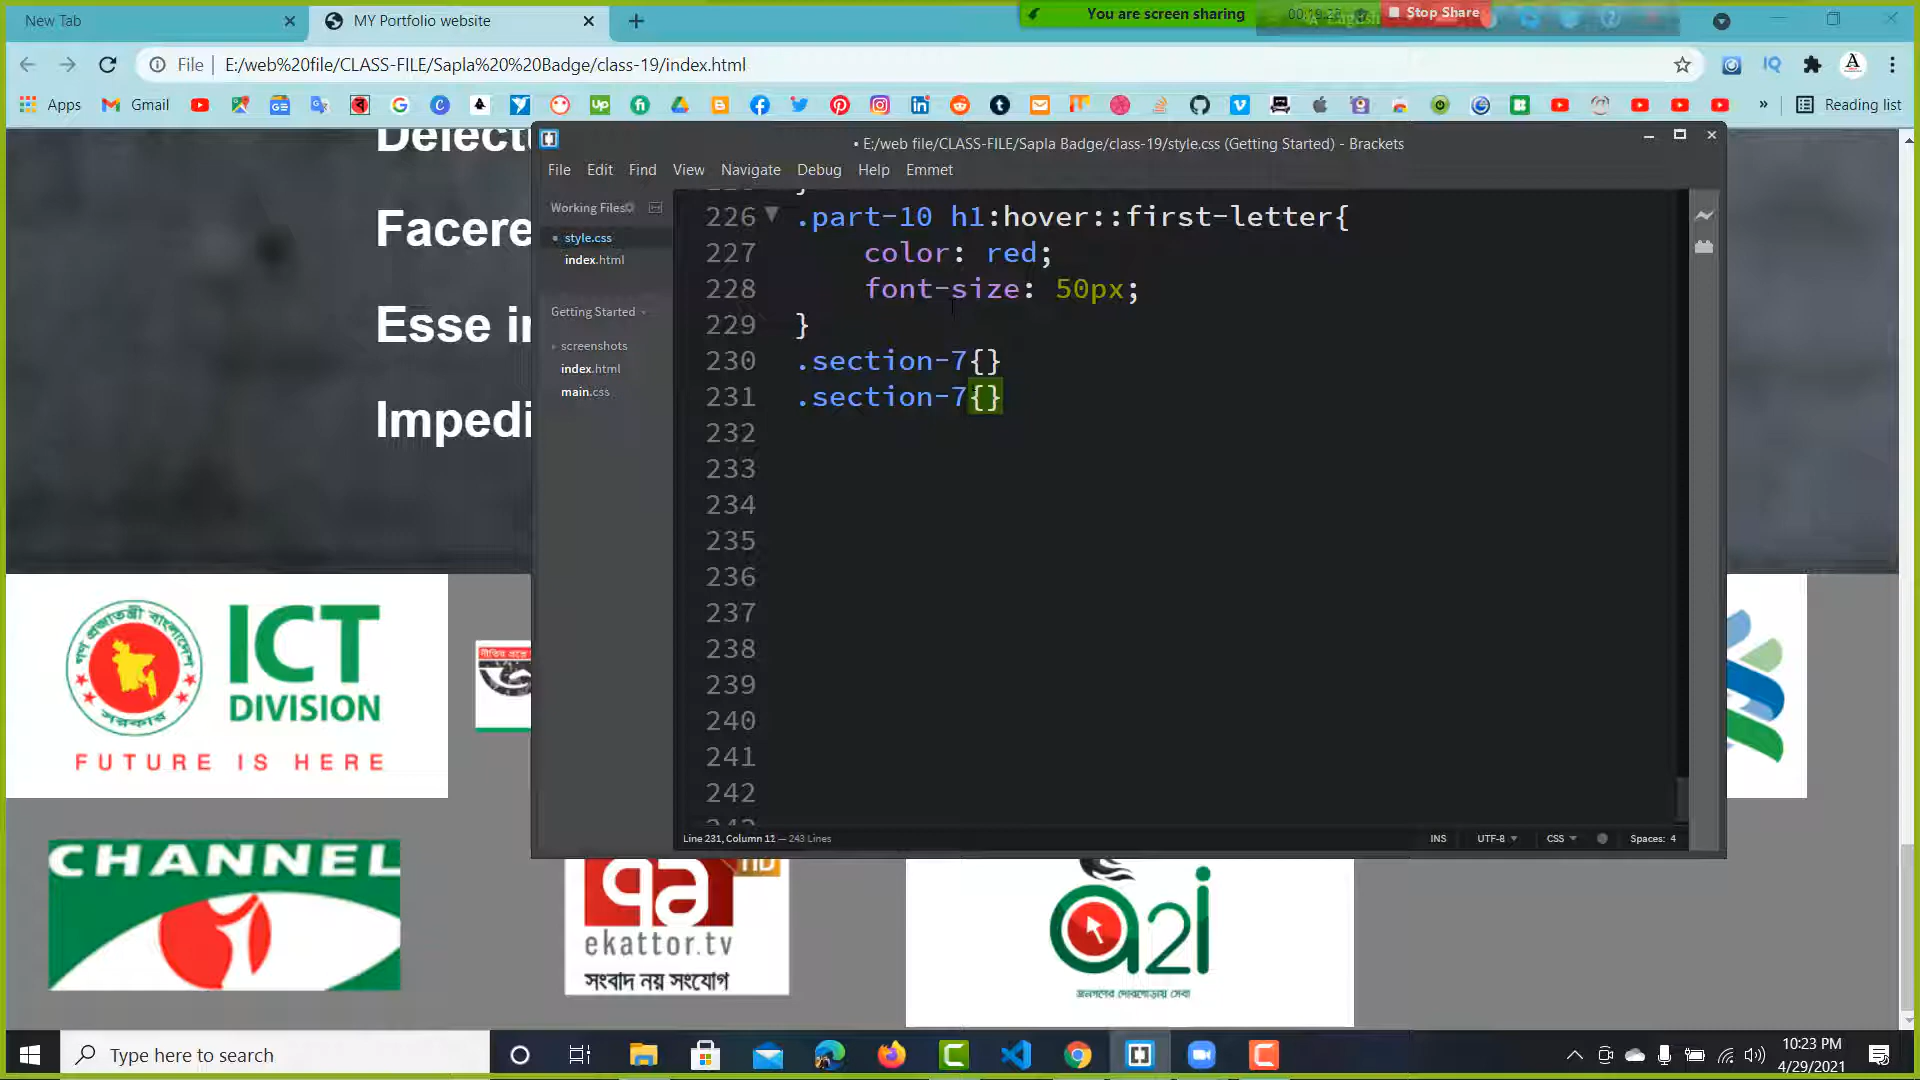 New Tab
MY Portfolio website
You are screen sharing
Stop Share
File
E:/web%20file/CLASS-FILE/Sapla%20%20Badge/class-19/index.html
Apps
Gmail
Reading list
E:/web file/CLASS-FILE/Sapla Badge/class-19/style.css (Getting Started) - Brackets
File Edit Find View Navigate Debug Help Emmet
Working Files
style.css
index.html
Getting Started
screenshots
index.html
main.css
226 .part-10 h1:hover::first-letter{
227 color: red;
228 font-size: 50px;
229 }
230 .section-7{}
231 .section-7{}
232
233
234
235
236
237
238
239
240
241
242
Line 231, Column 12 — 243 Lines
INS
UTF-8
CSS
Spaces: 4
Facere
Impedi
ICT
DIVISION
FUTURE IS HERE
CHANNEL
HD
ekattor.tv
সংবাদ নয় সংযোগ
a2i
Type here to search
10:23 PM
4/29/2021